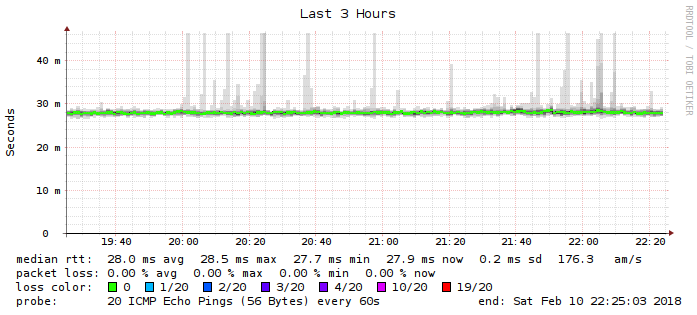 Last 3 Hours
RRDTOOL / TOBI OETIKER
Seconds
40 m
30 m
20 m
10 m
0
19:40 20:00 20:20 20:40 21:00 21:20 21:40 22:00 22:20
median rtt: 28.0 ms avg 28.5 ms max 27.7 ms min 27.9 ms now 0.2 ms sd 176.3 am/s
packet loss: 0.00 % avg 0.00 % max 0.00 % min 0.00 % now
loss color: 0 1/20 2/20 3/20 4/20 10/20 19/20
probe: 20 ICMP Echo Pings (56 Bytes) every 60s end: Sat Feb 10 22:25:03 2018